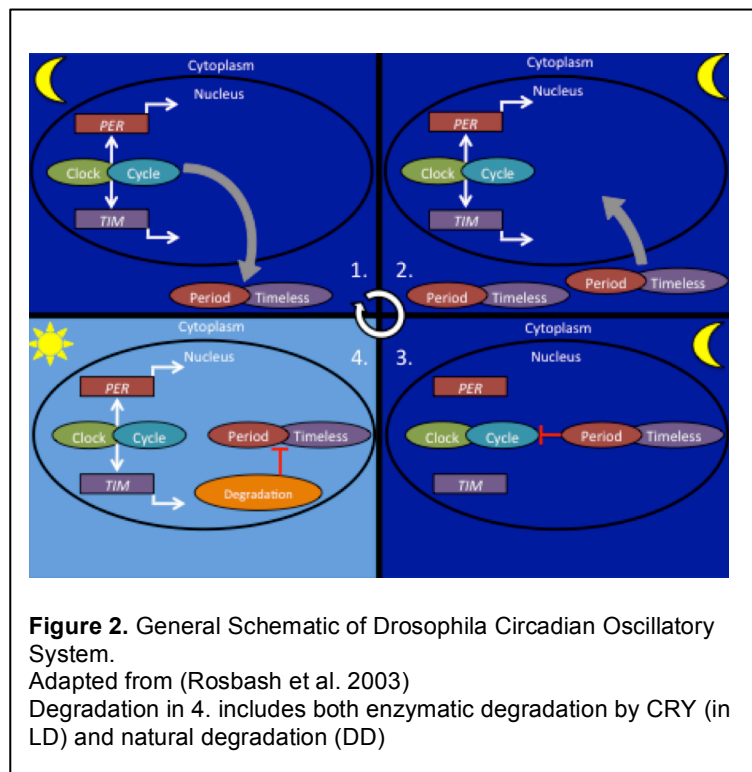 Cytoplasm
Nucleus
PER
Clock Cycle
TIM
1.
Period Timeless
Cytoplasm
Nucleus
PER
Clock Cycle
TIM
2.
Period Timeless
Period Timeless
Cytoplasm
4.
Nucleus
PER
Clock Cycle
Period Timeless
TIM
Degradation
Cytoplasm
3.
Nucleus
PER
Clock Cycle
Period Timeless
TIM
Figure 2. General Schematic of Drosophila Circadian Oscillatory
System.
Adapted from (Rosbash et al. 2003)
Degradation in 4. includes both enzymatic degradation by CRY (in
LD) and natural degradation (DD)